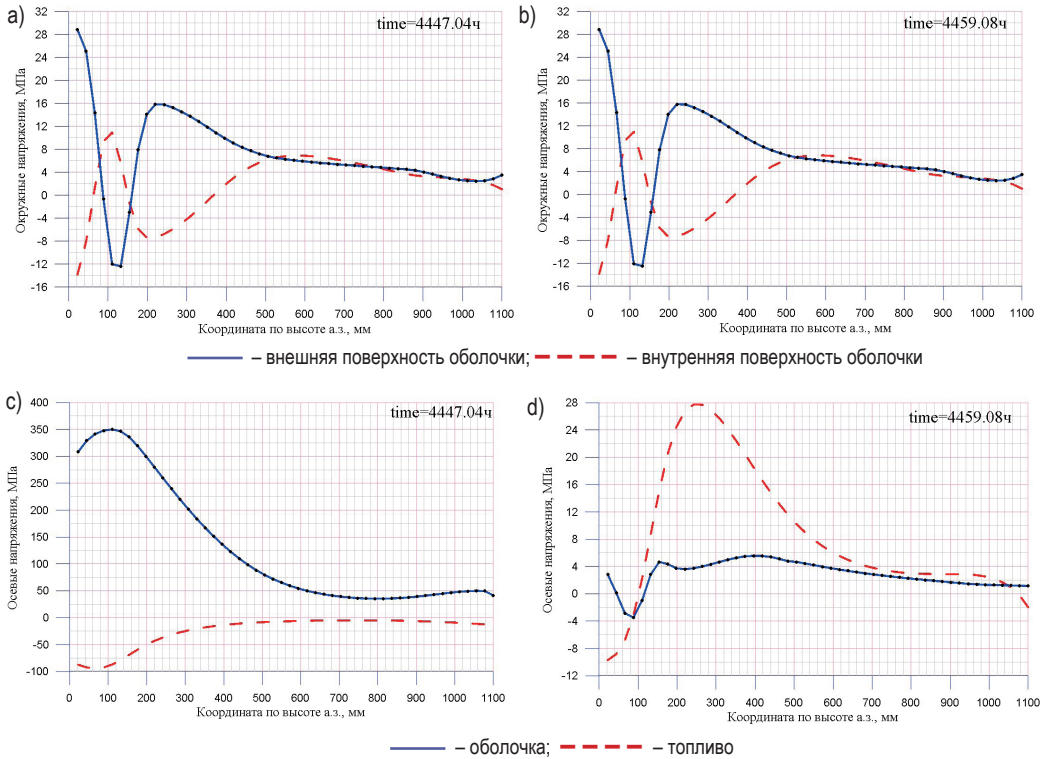 a)
time=4447.04ч
Окружные напряжения, МПа
32
28
24
20
16
12
8
4
0
-4
-8
-12
-16
0 100 200 300 400 500 600 700 800 900 1000 1100
Координата по высоте а.з., мм
b)
time=4459.08ч
Окружные напряжения, МПа
32
28
24
20
16
12
8
4
0
-4
-8
-12
-16
0 100 200 300 400 500 600 700 800 900 1000 1100
Координата по высоте а.з., мм
– внешняя поверхность оболочки; – внутренняя поверхность оболочки
c)
time=4447.04ч
Осевые напряжения, МПа
400
350
300
250
200
150
100
50
0
-50
-100
0 100 200 300 400 500 600 700 800 900 1000 1100
Координата по высоте а.з., мм
d)
time=4459.08ч
Осевые напряжения, МПа
28
24
20
16
12
8
4
0
-4
-8
-12
0 100 200 300 400 500 600 700 800 900 1000 1100
Координата по высоте а.з., мм
– оболочка; – топливо